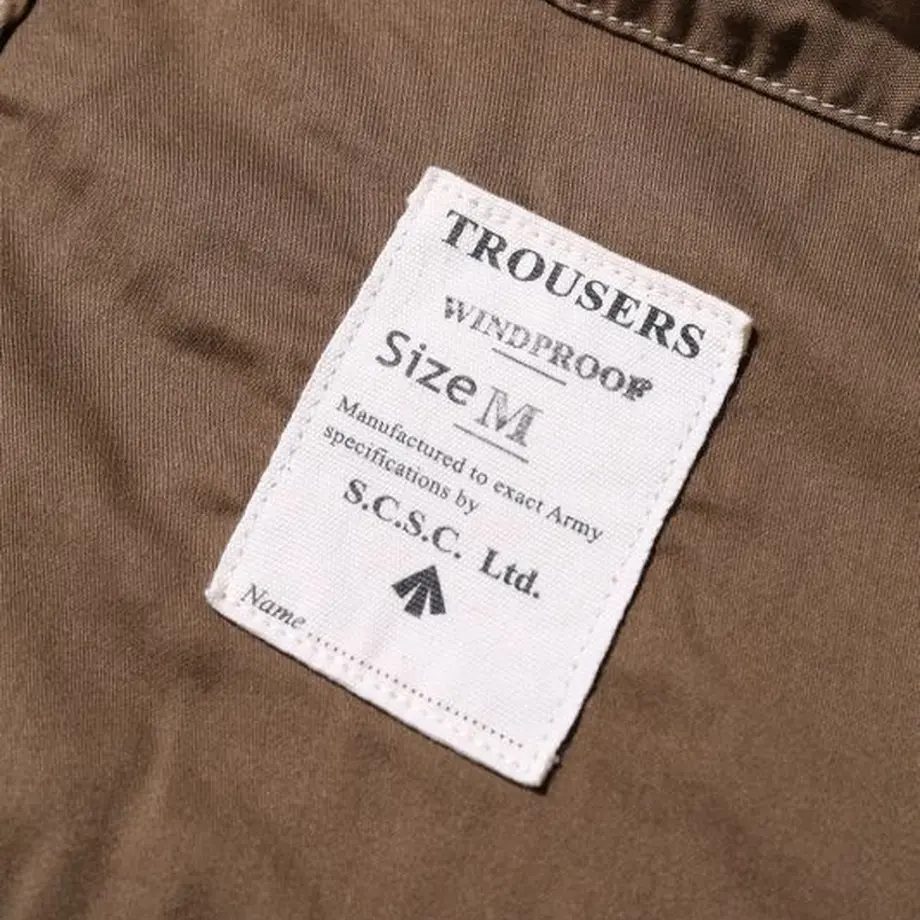 TROUSERS
WINDPROOF
Size M
Manufactured to exact Army
specifications by
S.C.S.C. Ltd.
Name